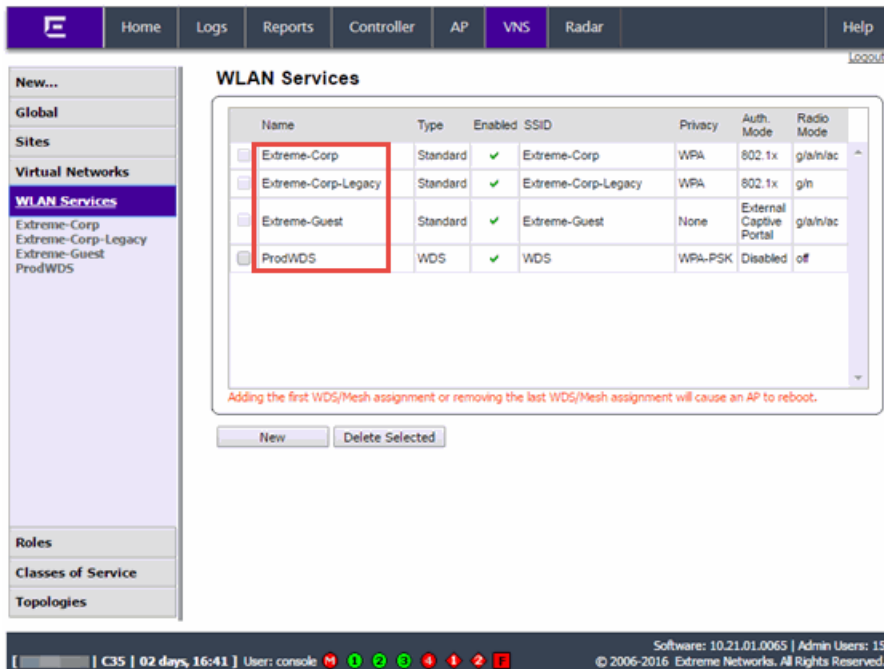 Home Logs Reports Controller AP VNS Radar Help
Logout
New...
Global
Sites
Virtual Networks
WLAN Services
Extreme-Corp
Extreme-Corp-Legacy
Extreme-Guest
ProdWDS
Roles
Classes of Service
Topologies
WLAN Services
Name Type Enabled SSID Privacy Auth. Mode Radio Mode
Extreme-Corp Standard Extreme-Corp WPA 802.1x g/a/n/ac
Extreme-Corp-Legacy Standard Extreme-Corp-Legacy WPA 802.1x g/n
Extreme-Guest Standard Extreme-Guest None External Captive Portal g/a/n/ac
ProdWDS WDS WDS WPA-PSK Disabled off
Adding the first WDS/Mesh assignment or removing the last WDS/Mesh assignment will cause an AP to reboot.
New Delete Selected
[ | C35 | 02 days, 16:41 ] User: console M 1 2 3 4 1 2 F
Software: 10.21.01.0065 | Admin Users: 15
© 2006-2016 Extreme Networks. All Rights Reserved